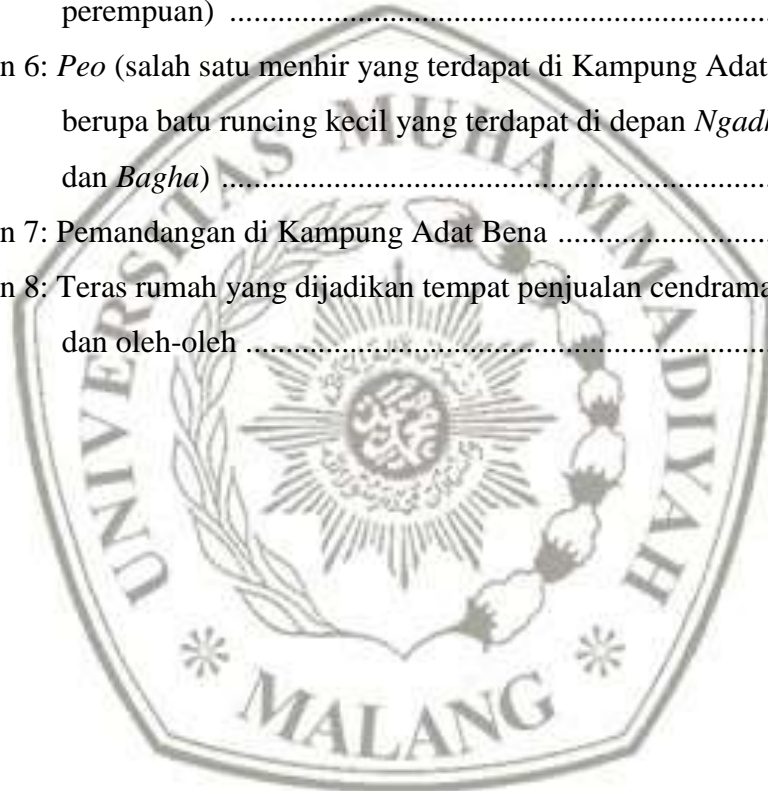 perempuan) ........................................................................
n 6: Peo (salah satu menhir yang terdapat di Kampung Adat
berupa batu runcing kecil yang terdapat di depan
dan Bagha) ........................................................................
n 7: Pemandangan di Kampung Adat Bena ............................
n 8: Teras rumah yang dijadikan tempat penjualan
dan oleh-oleh .....................................................................
UNIVERSITAS MUHAMMADIYAH
MALANG